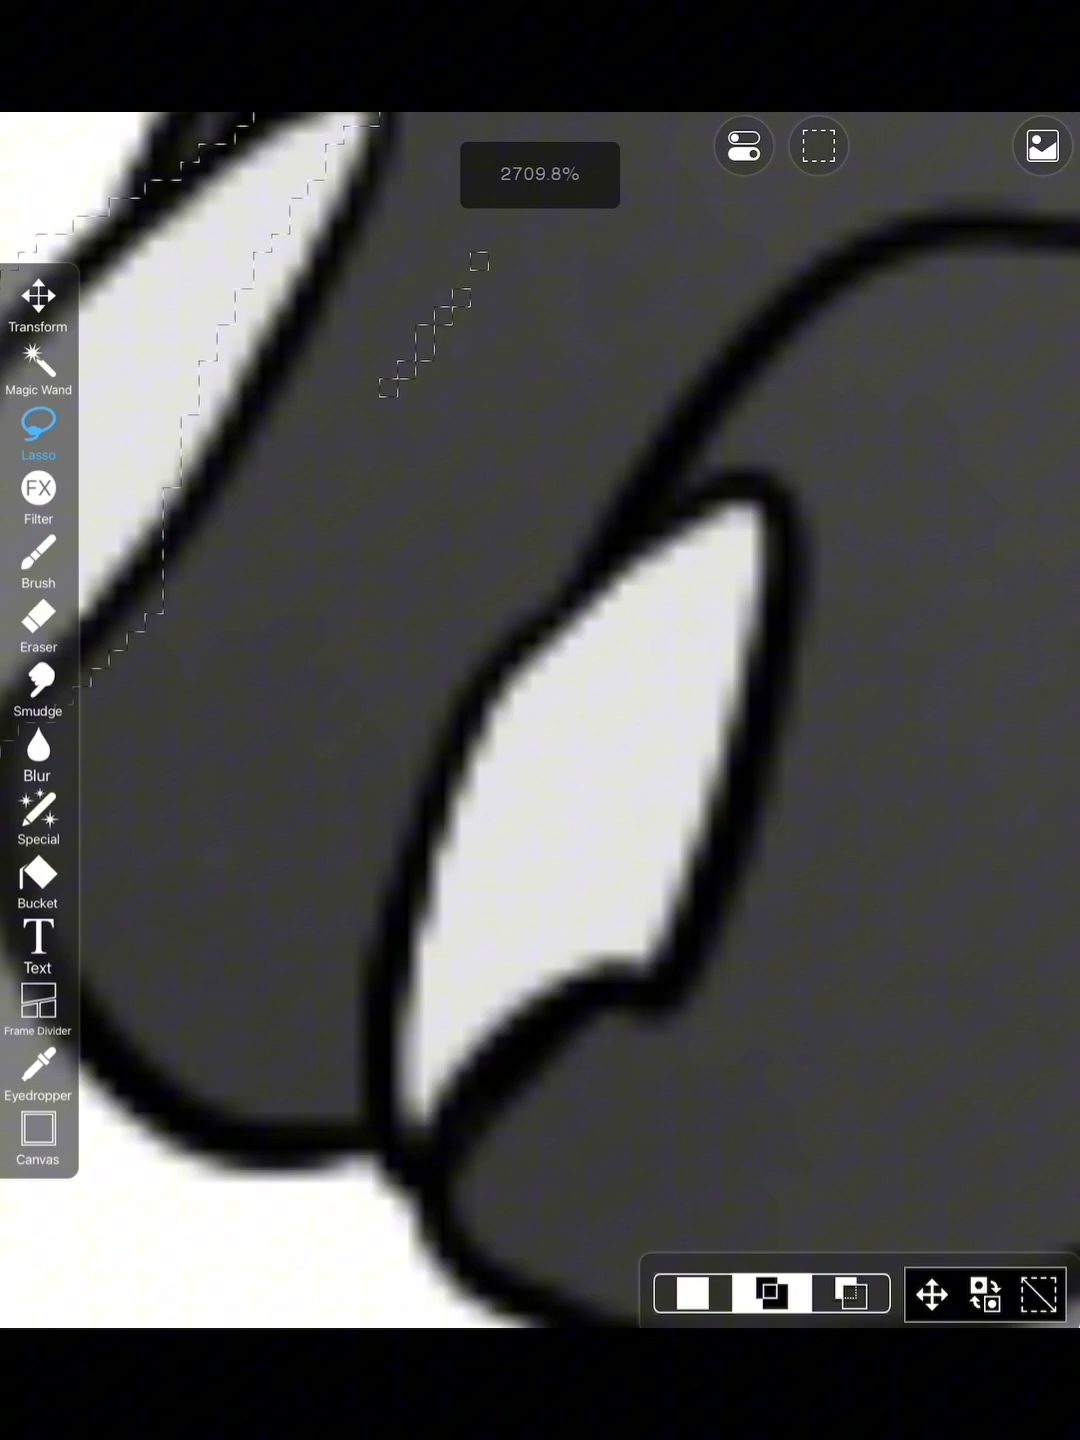 2709.8%
Transform
Magic Wand
Lasso
FX
Filter
Brush
Eraser
Smudge
Blur
Special
Bucket
T
Text
Frame Divider
Eyedropper
Canvas